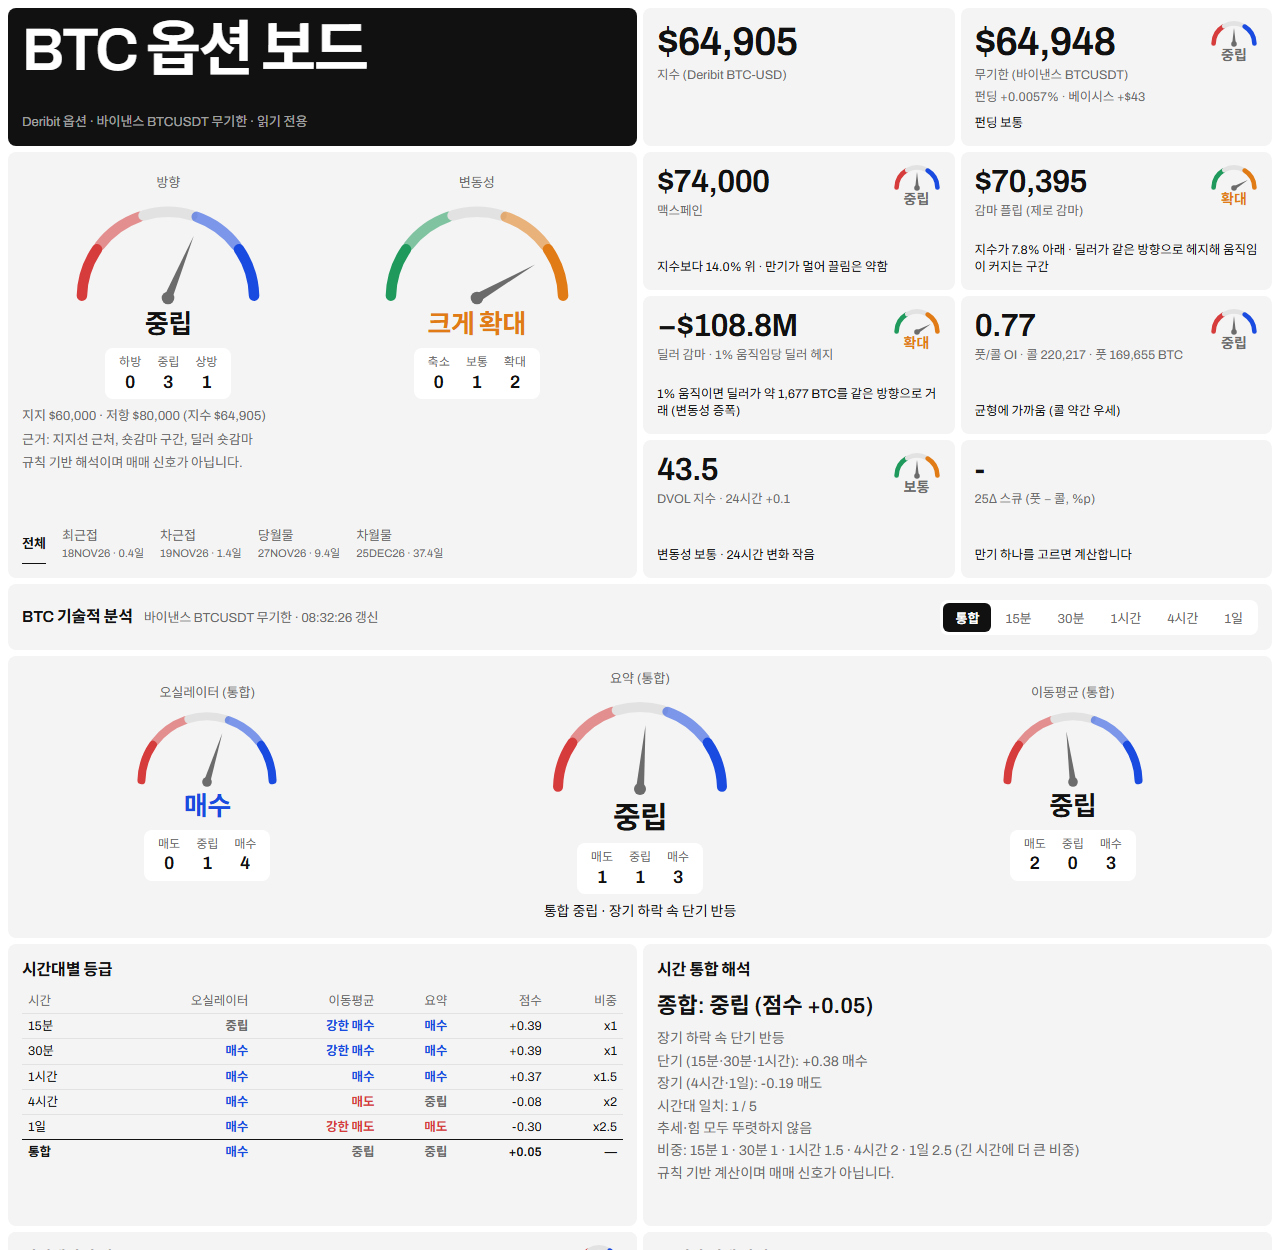 BTC 옵션 보드
Deribit 옵션 · 바이낸스 BTCUSDT 무기한 · 읽기 전용
$64,905
지수 (Deribit BTC-USD)
$64,948
중립
무기한 (바이낸스 BTCUSDT)
펀딩 +0.0057% · 베이시스 +$43
펀딩 보통
방향
중립
하방 중립 상방
0 3 1
변동성
크게 확대
축소 보통 확대
0 1 2
지지 $60,000 · 저항 $80,000 (지수 $64,905)
근거: 지지선 근처, 숏감마 구간, 딜러 숏감마
규칙 기반 해석이며 매매 신호가 아닙니다.
전체
최근접
18NOV26 · 0.4일
차근접
19NOV26 · 1.4일
당월물
27NOV26 · 9.4일
차월물
25DEC26 · 37.4일
$74,000
중립
맥스페인
지수보다 14.0% 위 · 만기가 멀어 끌림은 약함
$70,395
확대
감마 플립 (제로 감마)
지수가 7.8% 아래 · 딜러가 같은 방향으로 헤지해 움직임
이 커지는 구간
−$108.8M
확대
딜러 감마 · 1% 움직임당 딜러 헤지
1% 움직이면 딜러가 약 1,677 BTC를 같은 방향으로 거
래 (변동성 증폭)
0.77
중립
풋/콜 OI · 콜 220,217 · 풋 169,655 BTC
균형에 가까움 (콜 약간 우세)
43.5
보통
DVOL 지수 · 24시간 +0.1
변동성 보통 · 24시간 변화 작음
-
25Δ 스큐 (풋 − 콜, %p)
만기 하나를 고르면 계산합니다
BTC 기술적 분석 바이낸스 BTCUSDT 무기한 · 08:32:26 갱신
통합 15분 30분 1시간 4시간 1일
오실레이터 (통합)
매수
매도 중립 매수
0 1 4
요약 (통합)
중립
매도 중립 매수
1 1 3
통합 중립 · 장기 하락 속 단기 반등
이동평균 (통합)
중립
매도 중립 매수
2 0 3
시간대별 등급
시간 오실레이터 이동평균 요약 점수 비중
15분 중립 강한 매수 매수 +0.39 x1
30분 매수 강한 매수 매수 +0.39 x1
1시간 매수 매수 매수 +0.37 x1.5
4시간 매수 매도 중립 -0.08 x2
1일 매수 강한 매도 매도 -0.30 x2.5
통합 매수 중립 중립 +0.05 —
시간 통합 해석
종합: 중립 (점수 +0.05)
장기 하락 속 단기 반등
단기 (15분·30분·1시간): +0.38 매수
장기 (4시간·1일): -0.19 매도
시간대 일치: 1 / 5
추세·힘 모두 뚜렷하지 않음
비중: 15분 1 · 30분 1 · 1시간 1.5 · 4시간 2 · 1일 2.5 (긴 시간에 더 큰 비중)
규칙 기반 계산이며 매매 신호가 아닙니다.